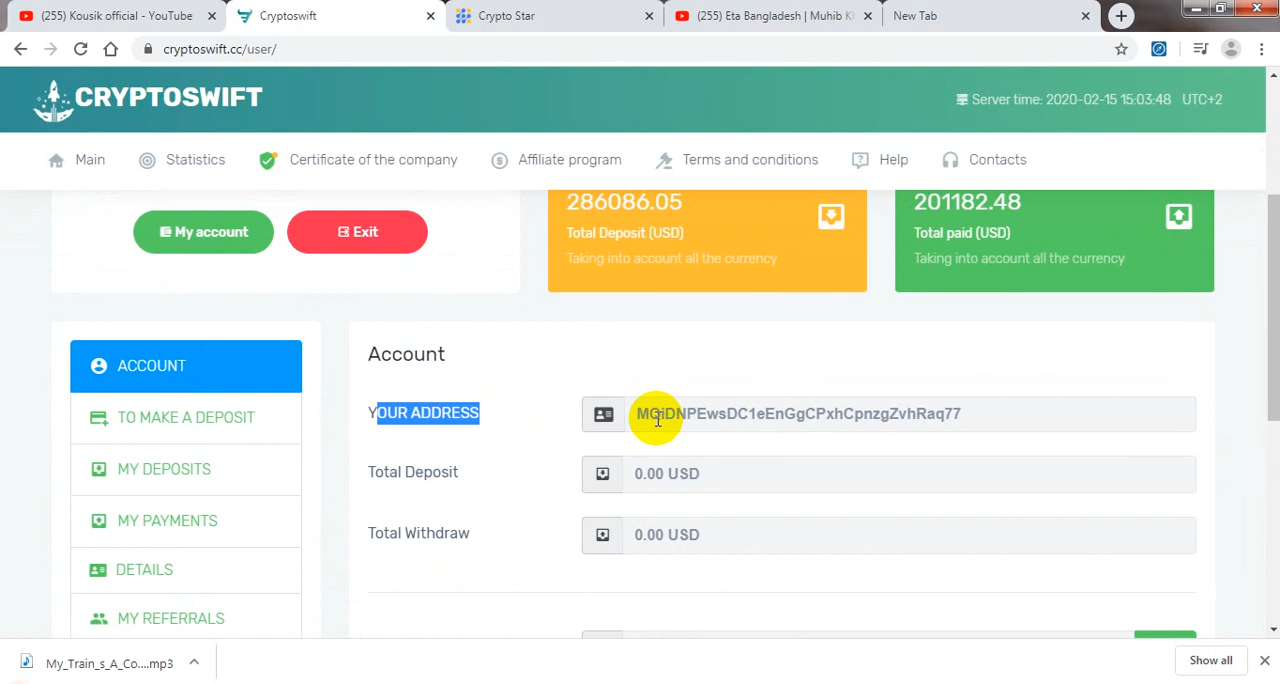 (255) Kousik official - YouTube
Cryptoswift
Crypto Star
(255) Eta Bangladesh | Muhib K
New Tab
cryptoswift.cc/user/
CRYPTOSWIFT
Server time: 2020-02-15 15:03:48 UTC+2
Main
Statistics
Certificate of the company
Affiliate program
Terms and conditions
Help
Contacts
My account
Exit
286086.05
Total Deposit (USD)
Taking into account all the currency
201182.48
Total paid (USD)
Taking into account all the currency
ACCOUNT
TO MAKE A DEPOSIT
MY DEPOSITS
MY PAYMENTS
DETAILS
MY REFERRALS
Account
YOUR ADDRESS
MGiDNPEwsDC1eEnGgCPxhCpnzgZvhRaq77
Total Deposit
0.00 USD
Total Withdraw
0.00 USD
My_Train_s_A_Co....mp3
Show all